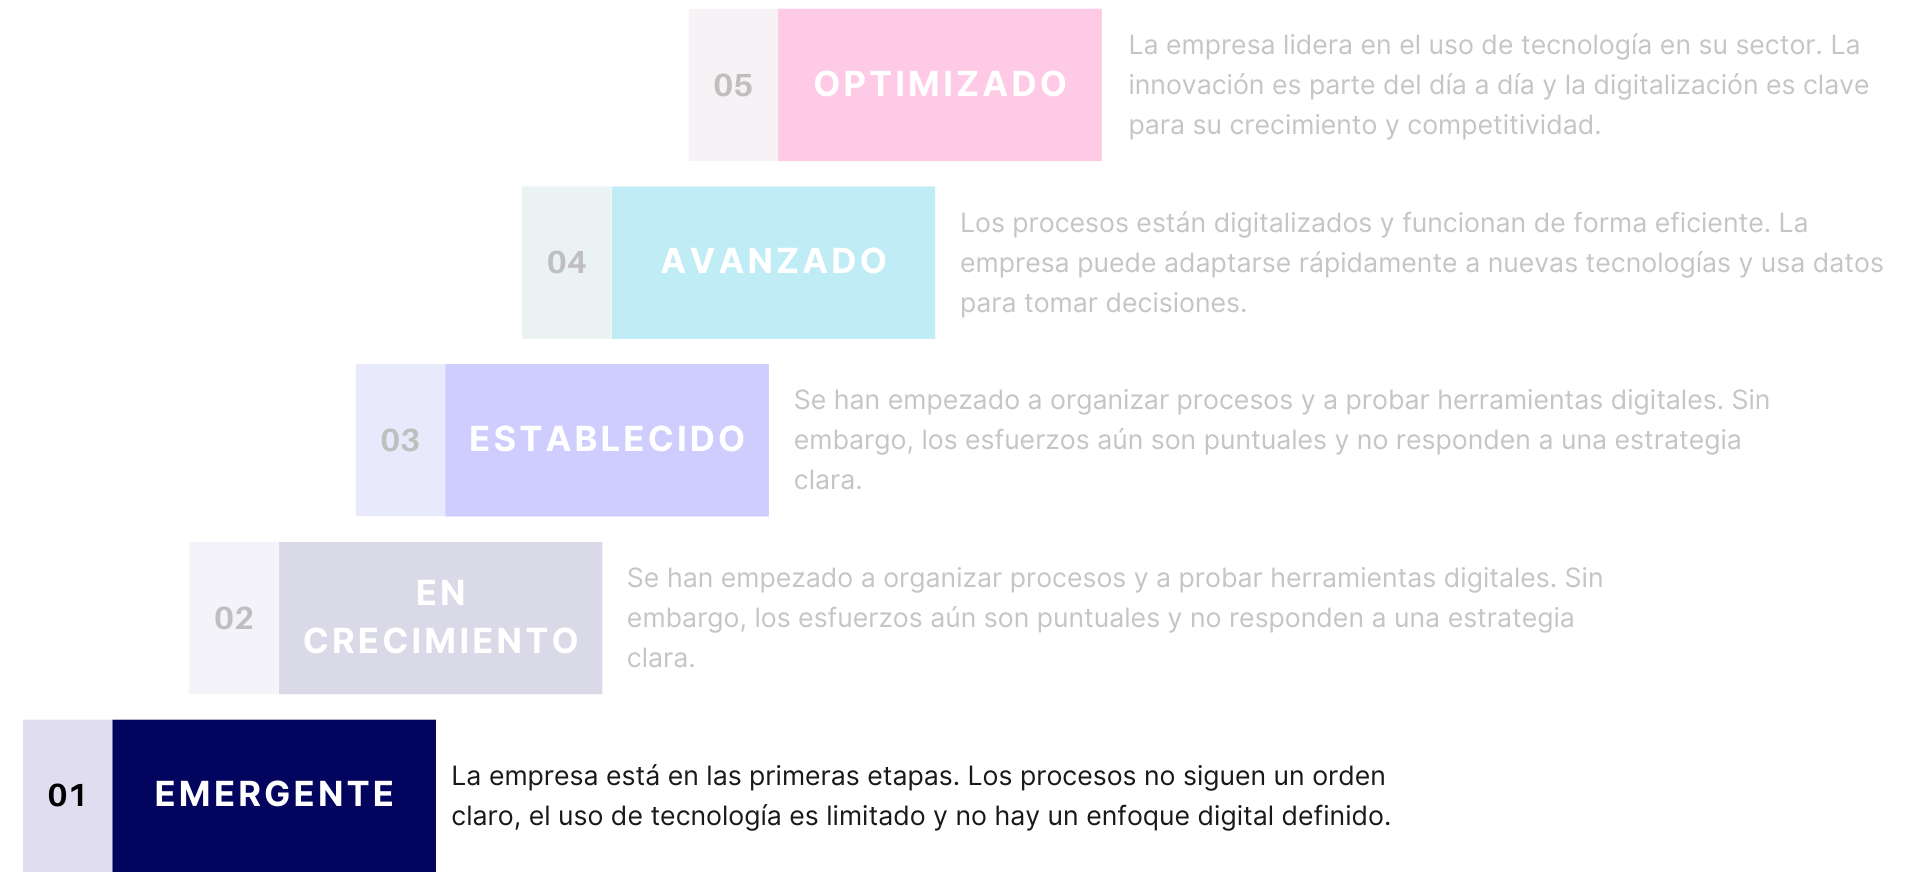 05
OPTIMIZADO
La empresa lidera en el uso de tecnología en su sector. La
innovación es parte del día a día y la digitalización es clave
para su crecimiento y competitividad.
04
AVANZADO
Los procesos están digitalizados y funcionan de forma eficiente. La
empresa puede adaptarse rápidamente a nuevas tecnologías y usa datos
para tomar decisiones.
03
ESTABLECIDO
Se han empezado a organizar procesos y a probar herramientas digitales. Sin
embargo, los esfuerzos aún son puntuales y no responden a una estrategia
clara.
02
EN
CRECIMIENTO
Se han empezado a organizar procesos y a probar herramientas digitales. Sin
embargo, los esfuerzos aún son puntuales y no responden a una estrategia
clara.
01
EMERGENTE
La empresa está en las primeras etapas. Los procesos no siguen un orden
claro, el uso de tecnología es limitado y no hay un enfoque digital definido.